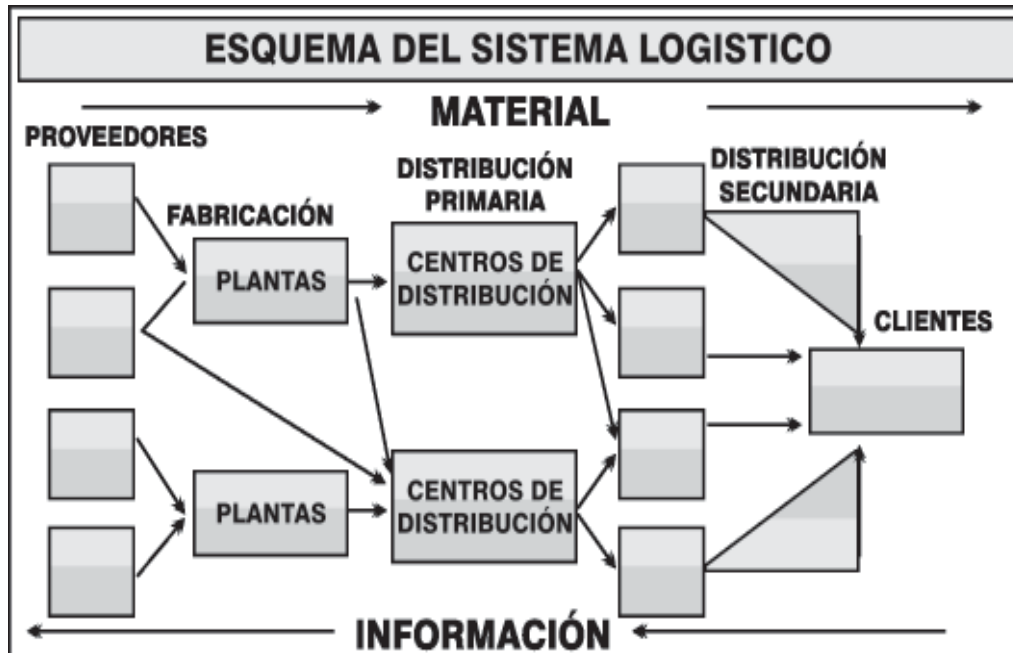 ESQUEMA DEL SISTEMA LOGISTICO
MATERIAL
PROVEEDORES
FABRICACIÓN
DISTRIBUCIÓN
PRIMARIA
DISTRIBUCIÓN
SECUNDARIA
PLANTAS
CENTROS DE
DISTRIBUCIÓN
CLIENTES
PLANTAS
CENTROS DE
DISTRIBUCIÓN
INFORMACIÓN